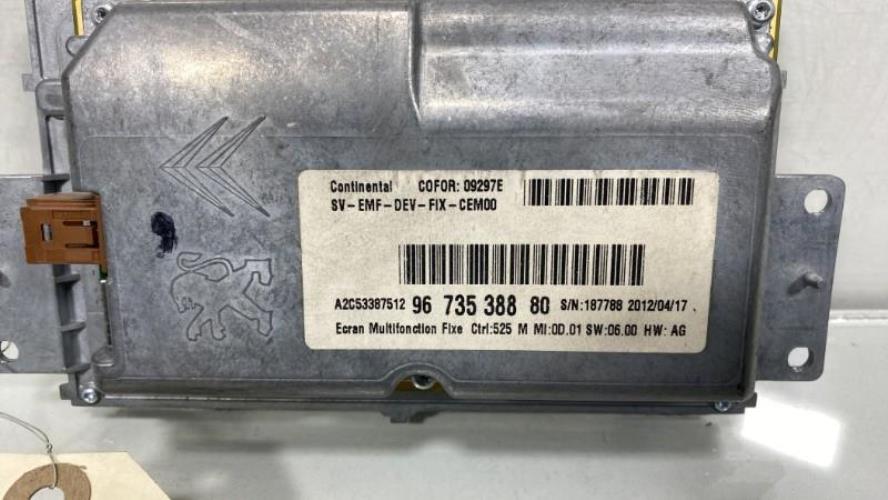 Continental COFOR: 09297E
SV-EMF-DEV-FIX-CEM00
A2C53387512 96 735 388 80 S/N:187788 2012/04/17
Ecran Multifonction Fixe Ctrl:525 M MI:0D.01 SW:06.00 HW: AG